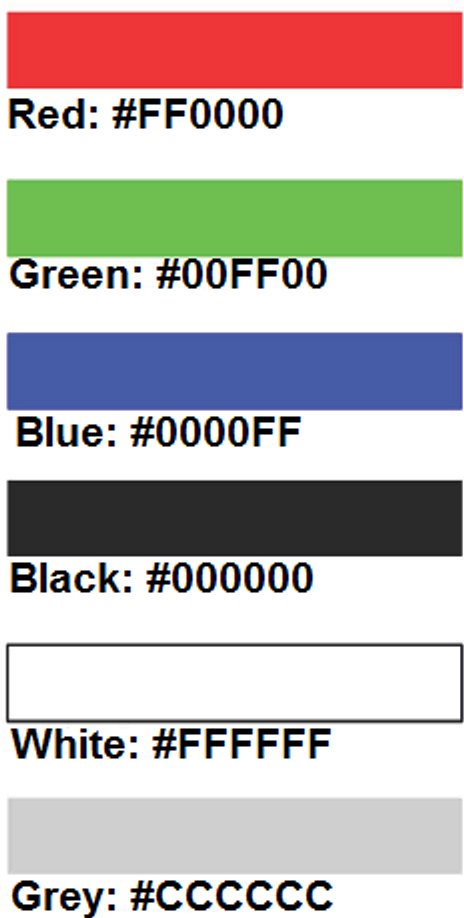 Red: #FF0000
Green: #00FF00
Blue: #0000FF
Black: #000000
White: #FFFFFF
Grey: #CCCCCC